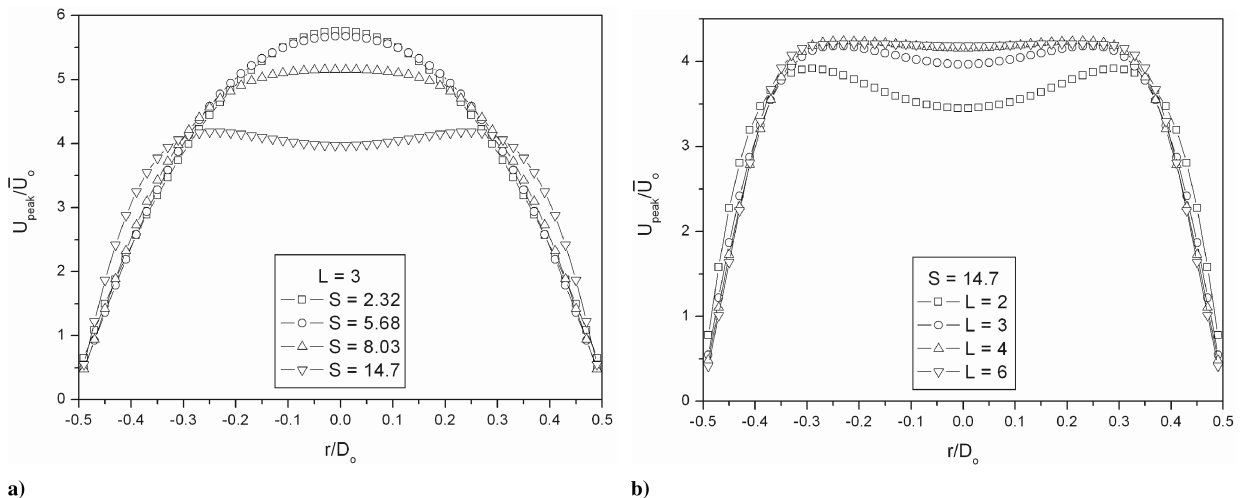 6
5
4
3
2
1
0
U_peak/U̅_o
L = 3
S = 2.32
S = 5.68
S = 8.03
S = 14.7
-0.5 -0.4 -0.3 -0.2 -0.1 0.0 0.1 0.2 0.3 0.4 0.5
r/D_o
a)
4
3
2
1
0
U_peak/U̅_o
S = 14.7
L = 2
L = 3
L = 4
L = 6
-0.5 -0.4 -0.3 -0.2 -0.1 0.0 0.1 0.2 0.3 0.4 0.5
r/D_o
b)